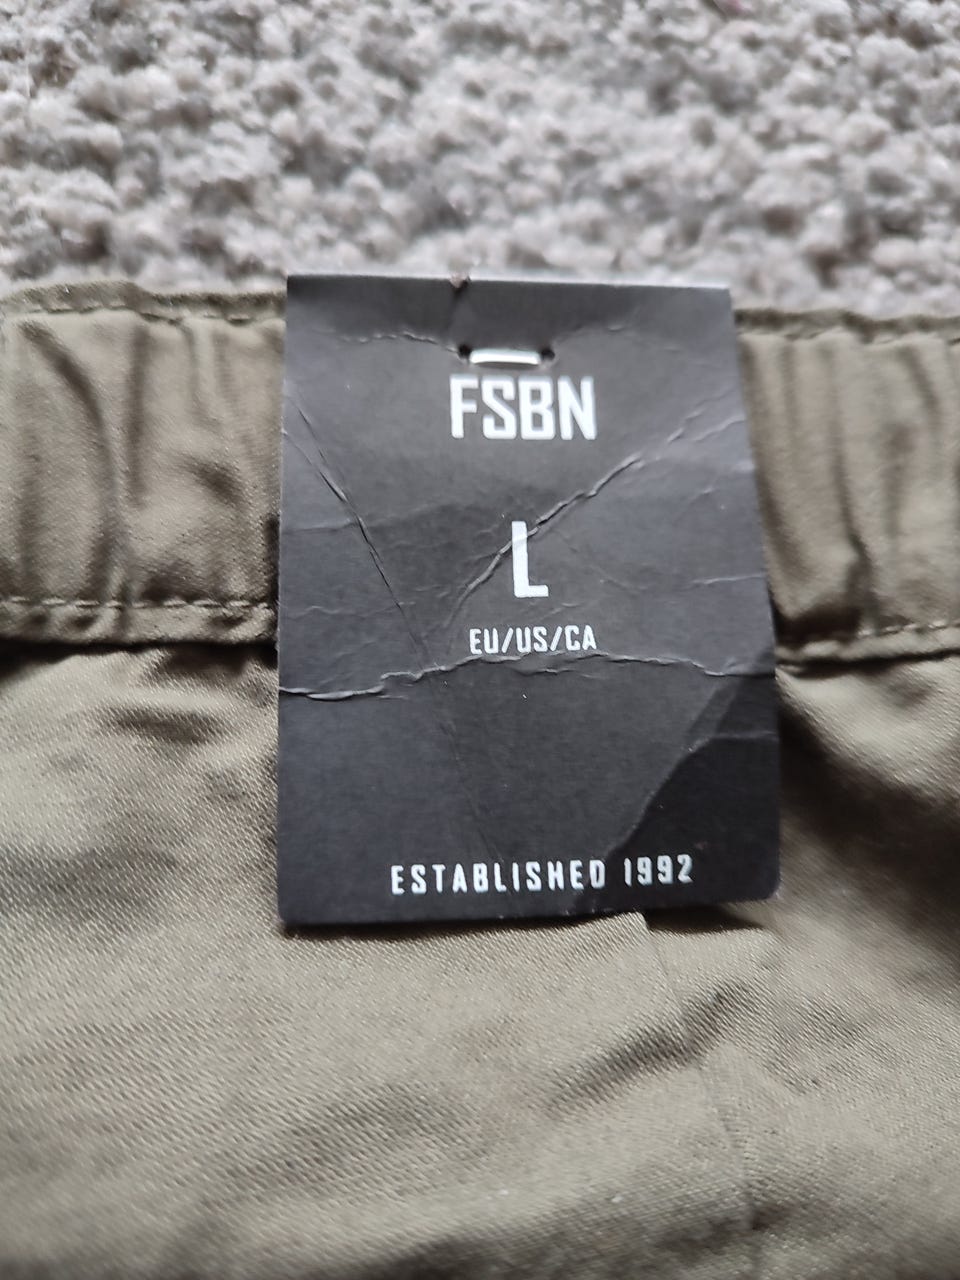 FSBN
L
EU/US/CA
ESTABLISHED 1992